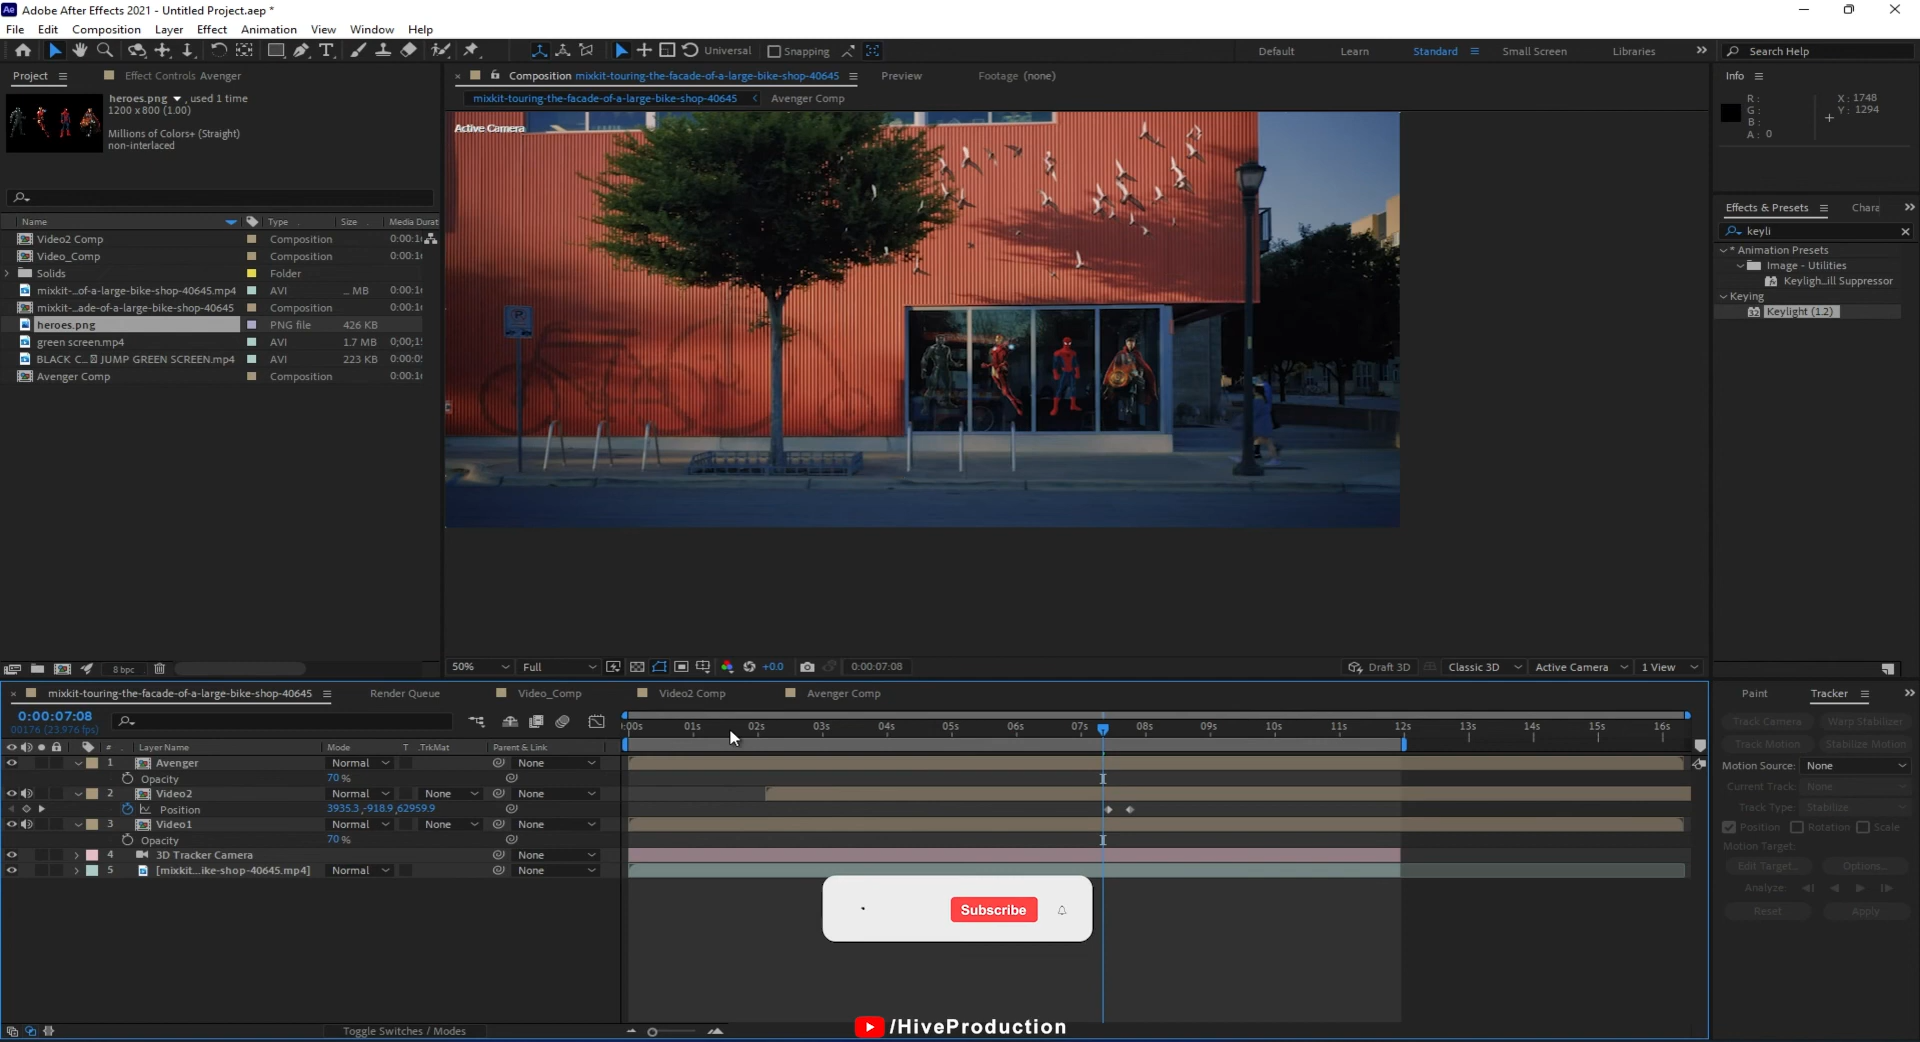 Ae Adobe After Effects 2021 - Untitled Project.aep *
File Edit Composition Layer Effect Animation View Window Help
Universal Snapping Default Learn Standard Small Screen Libraries Search Help
Project Effect Controls Avenger
Composition mixkit-touring-the-facade-of-a-large-bike-shop-40645 Preview Footage (none)
Info
heroes.png , used 1 time
1200 x 800 (1.00)
Millions of Colors+ (Straight)
non-interlaced
mixkit-touring-the-facade-of-a-large-bike-shop-40645 Avenger Comp
Active Camera
R :
G :
B :
A : 0
X : 1748
Y : 1294
Name Type Size Media Durat
Video2 Comp Composition 0:00:1
Video_Comp Composition 0:00:1
Solids Folder
mixkit-...of-a-large-bike-shop-40645.mp4 AVI ... MB 0:00:1
mixkit-...ade-of-a-large-bike-shop-40645 Composition 0:00:1
heroes.png PNG file 426 KB
green screen.mp4 AVI 1.7 MB 0;00;1
BLACK C... JUMP GREEN SCREEN.mp4 AVI 223 KB 0:00:0
Avenger Comp Composition 0:00:1
Effects & Presets Chara
keyli
* Animation Presets
Image - Utilities
Keyligh...ill Suppressor
Keying
Keylight (1.2)
8 bpc
50% Full +0.0 0:00:07:08 Draft 3D Classic 3D Active Camera 1 View
mixkit-touring-the-facade-of-a-large-bike-shop-40645 Render Queue Video_Comp Video2 Comp Avenger Comp
0:00:07:08
00176 (23.976 fps)
:00s 01s 02s 03s 04s 05s 06s 07s 08s 09s 10s 11s 12s 13s 14s 15s 16s
# Layer Name Mode T .TrkMat Parent & Link
1 Avenger Normal None
Opacity 70 %
2 Video2 Normal None None
Position 3935.3,-918.9,62959.9
3 Video1 Normal None None
Opacity 70 %
4 3D Tracker Camera None
5 [mixkit...ike-shop-40645.mp4] Normal None
Toggle Switches / Modes
Subscribe
/HiveProduction
Paint Tracker
Track Camera Warp Stabilizer
Track Motion Stabilize Motion
Motion Source: None
Current Track: None
Track Type: Stabilize
Position Rotation Scale
Motion Target:
Edit Target... Options...
Analyze:
Reset Apply